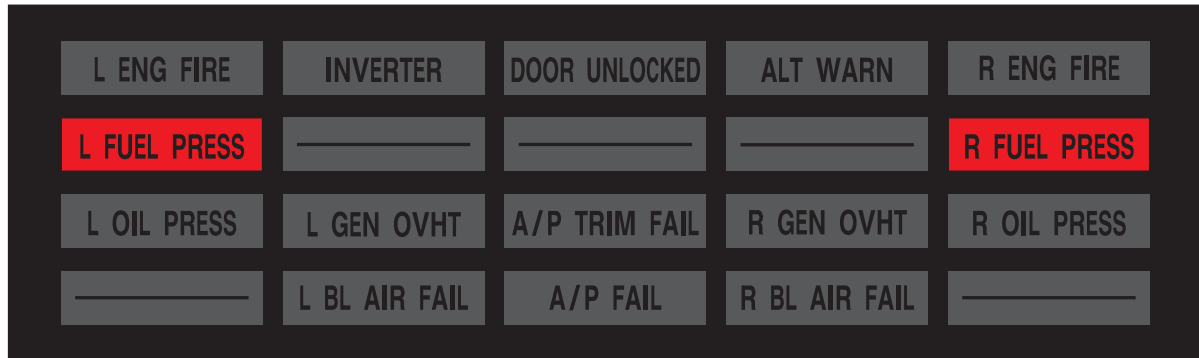 L ENG FIRE INVERTER DOOR UNLOCKED ALT WARN R ENG FIRE
L FUEL PRESS R FUEL PRESS
L OIL PRESS L GEN OVHT A/P TRIM FAIL R GEN OVHT R OIL PRESS
L BL AIR FAIL A/P FAIL R BL AIR FAIL